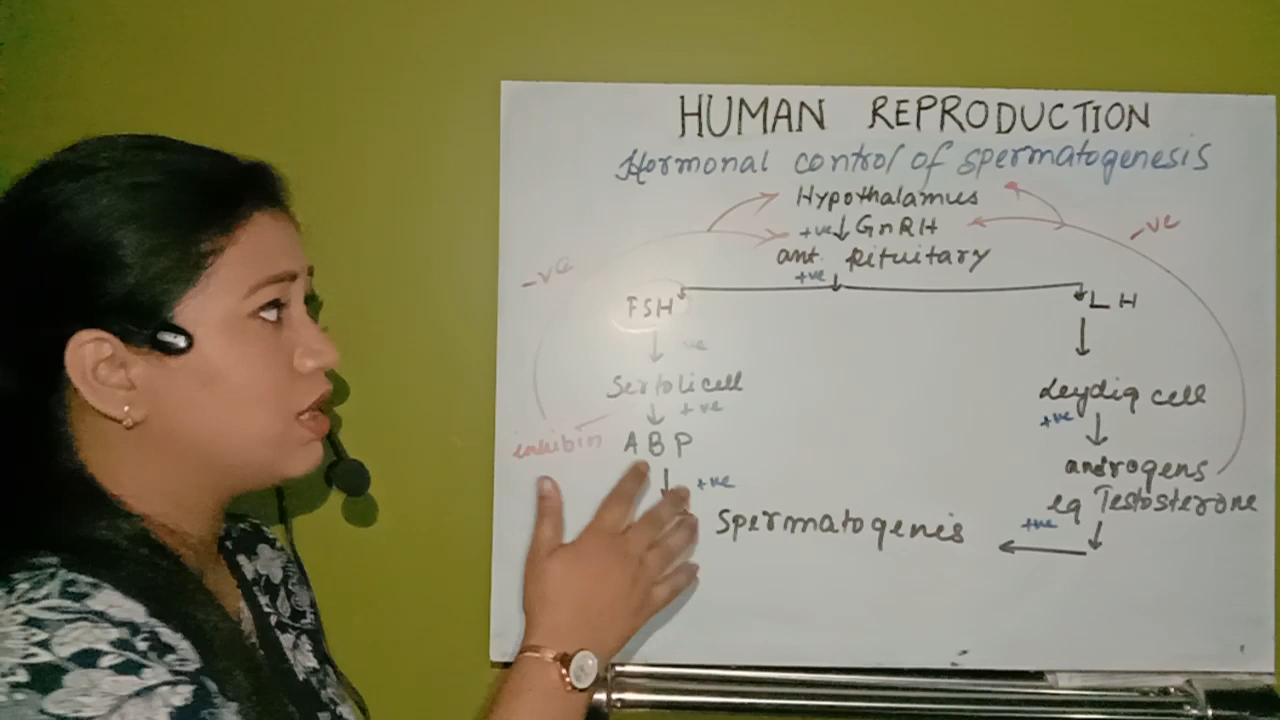 HUMAN REPRODUCTION
Hormonal control of spermatogenesis
Hypothalamus
+ve GnRH
-ve
ant. Pituitary
+ve
-ve
FSH
LH
+ve
Sertoli cell
Leydig cell
+ve
+ve
inhibin ABP
androgens
+ve
eg Testosterone
Spermatogenis
+ve